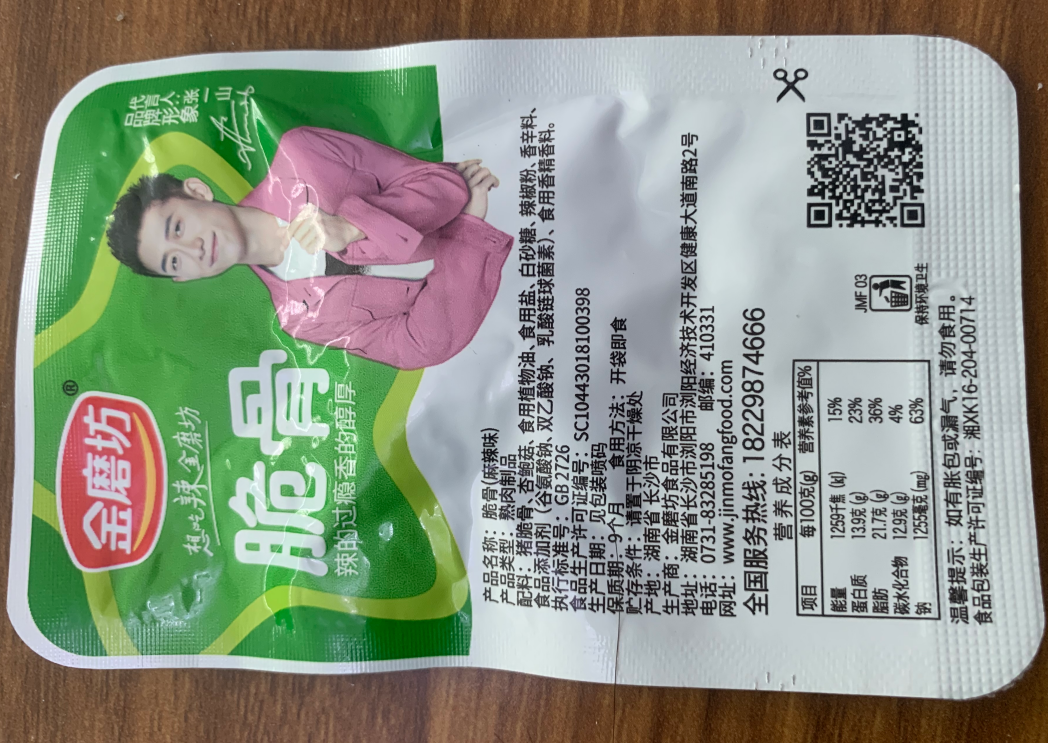 品牌形象
代言人:张一山
金磨坊®
想吃辣金磨坊
脆骨
辣的过瘾香的醇厚
产品名称：脆骨(麻辣味)
产品类型：熟肉制品
配料：猪脆骨、杏鲍菇、食用植物油、食用盐、白砂糖、辣椒粉、香辛料、
食品添加剂（谷氨酸钠、双乙酸钠、乳酸链球菌素）、食用香精香料。
执行标准号：GB 2726
食品生产许可证编号：SC10443018100398
生产日期：见包装喷码
保质期：9个月 食用方法：开袋即食
贮存条件：请置于阴凉干燥处
产地：湖南省长沙市
生产商：金磨坊食品有限公司
地址：湖南省长沙市浏阳市浏阳经济技术开发区健康大道南路2号
电话：0731-83285198 邮编：410331
网址：www.jinmofangfood.com
全国服务热线: 18229874666
营养成分表
项目 每100克(g) 营养素参考值%
能量 1259千焦 (kJ) 15%
蛋白质 13.9克 (g) 23%
脂肪 21.7克 (g) 36%
碳水化合物 12.9克 (g) 4%
钠 1255毫克 (mg) 63%
JMF 03
保持环境卫生
温馨提示：如有胀包或漏气，请勿食用。
食品包装生产许可证编号：湘XK16-204-00714